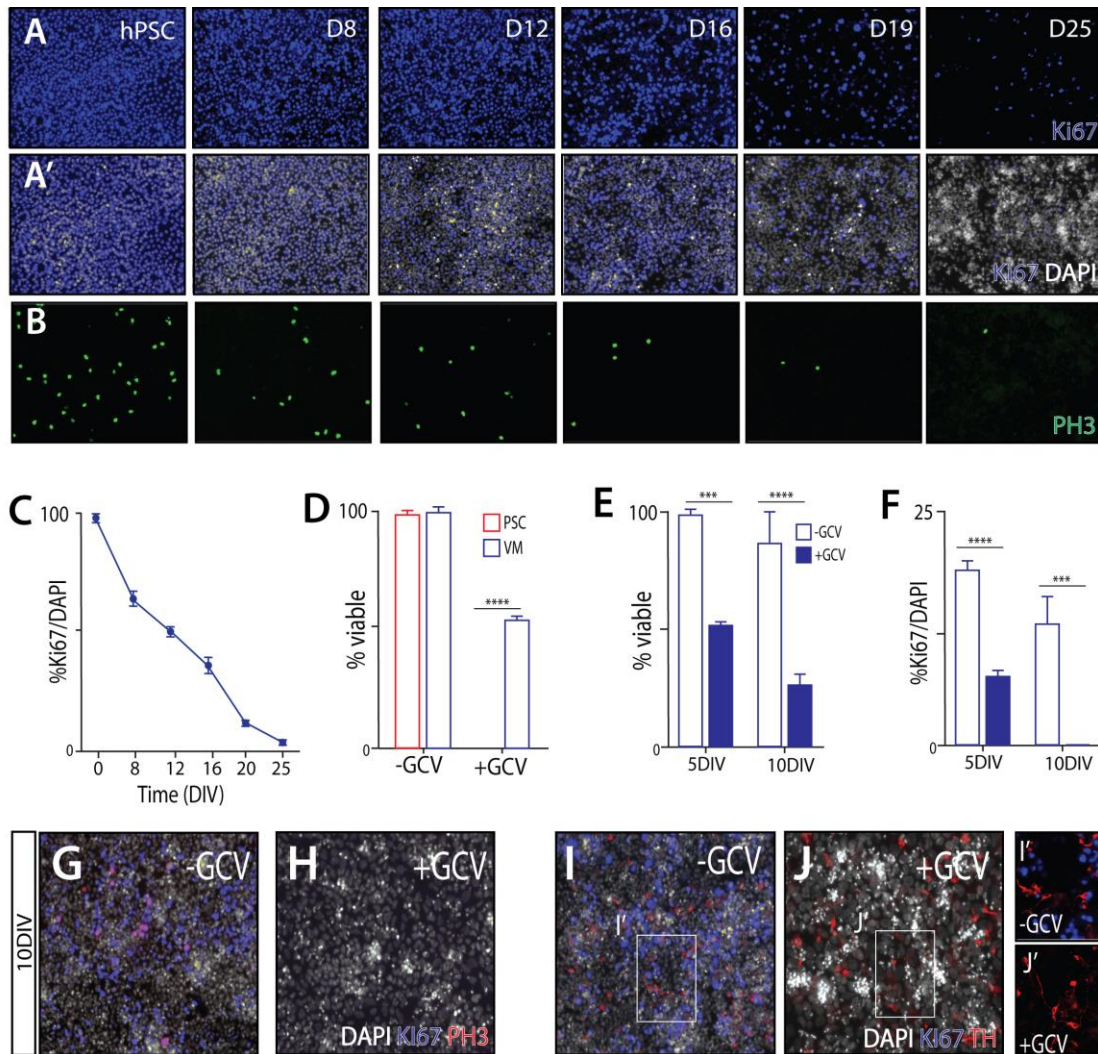 A hPSC D8 D12 D16 D19 D25
Ki67
A'
Ki67 DAPI
B
PH3
C
100
%Ki67/DAPI
0
0 8 12 16 20 25
Time (DIV)
D
100
% viable
0
PSC
VM
****
-GCV +GCV
E
100
% viable
0
*** ****
-GCV
+GCV
5DIV 10DIV
F
25
%Ki67/DAPI
0
**** ***
5DIV 10DIV
10DIV
G -GCV
H +GCV
DAPI KI67 PH3
I -GCV
I'
J +GCV
J'
DAPI KI67 TH
I'
-GCV
J'
+GCV